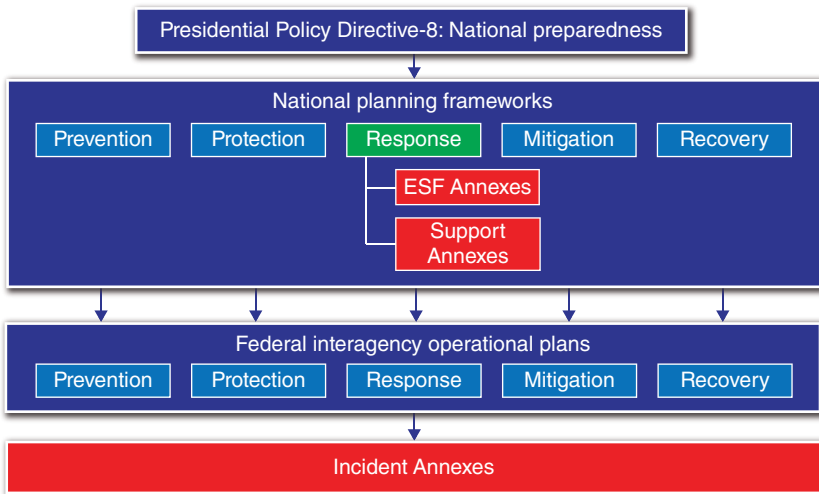 Presidential Policy Directive-8: National preparedness
National planning frameworks
Prevention
Protection
Response
Mitigation
Recovery
ESF Annexes
Support
Annexes
Federal interagency operational plans
Prevention
Protection
Response
Mitigation
Recovery
Incident Annexes